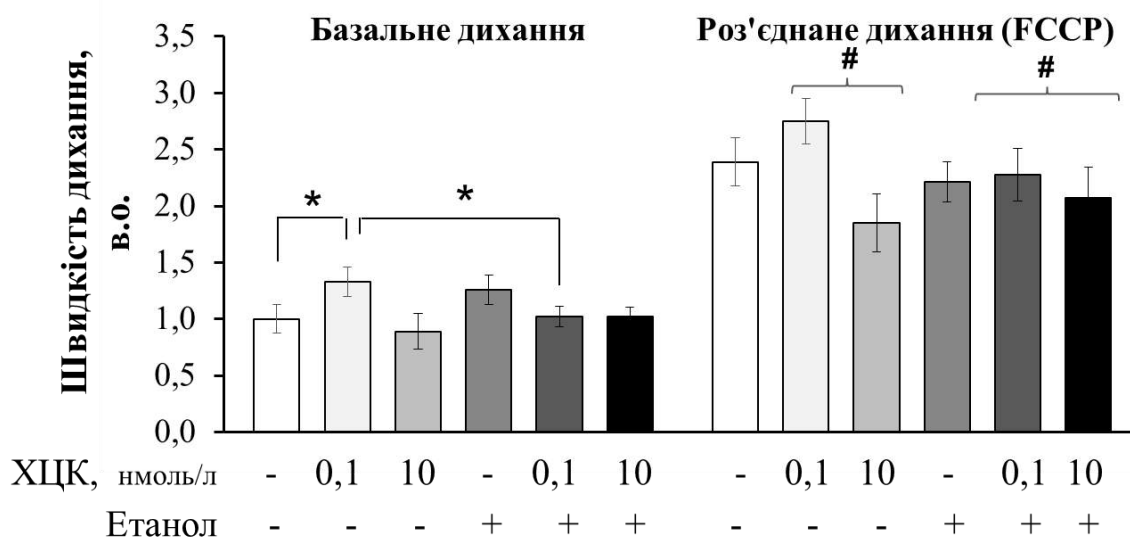 Базальне дихання Роз'єднане дихання (FCCP)
Швидкість дихання,
в.о.
3,5
3,0
2,5
2,0
1,5
1,0
0,5
0,0
* * # #
ХЦК, нмоль/л - 0,1 10 - 0,1 10 - 0,1 10 - 0,1 10
Етанол - - - + + + - - - + + +